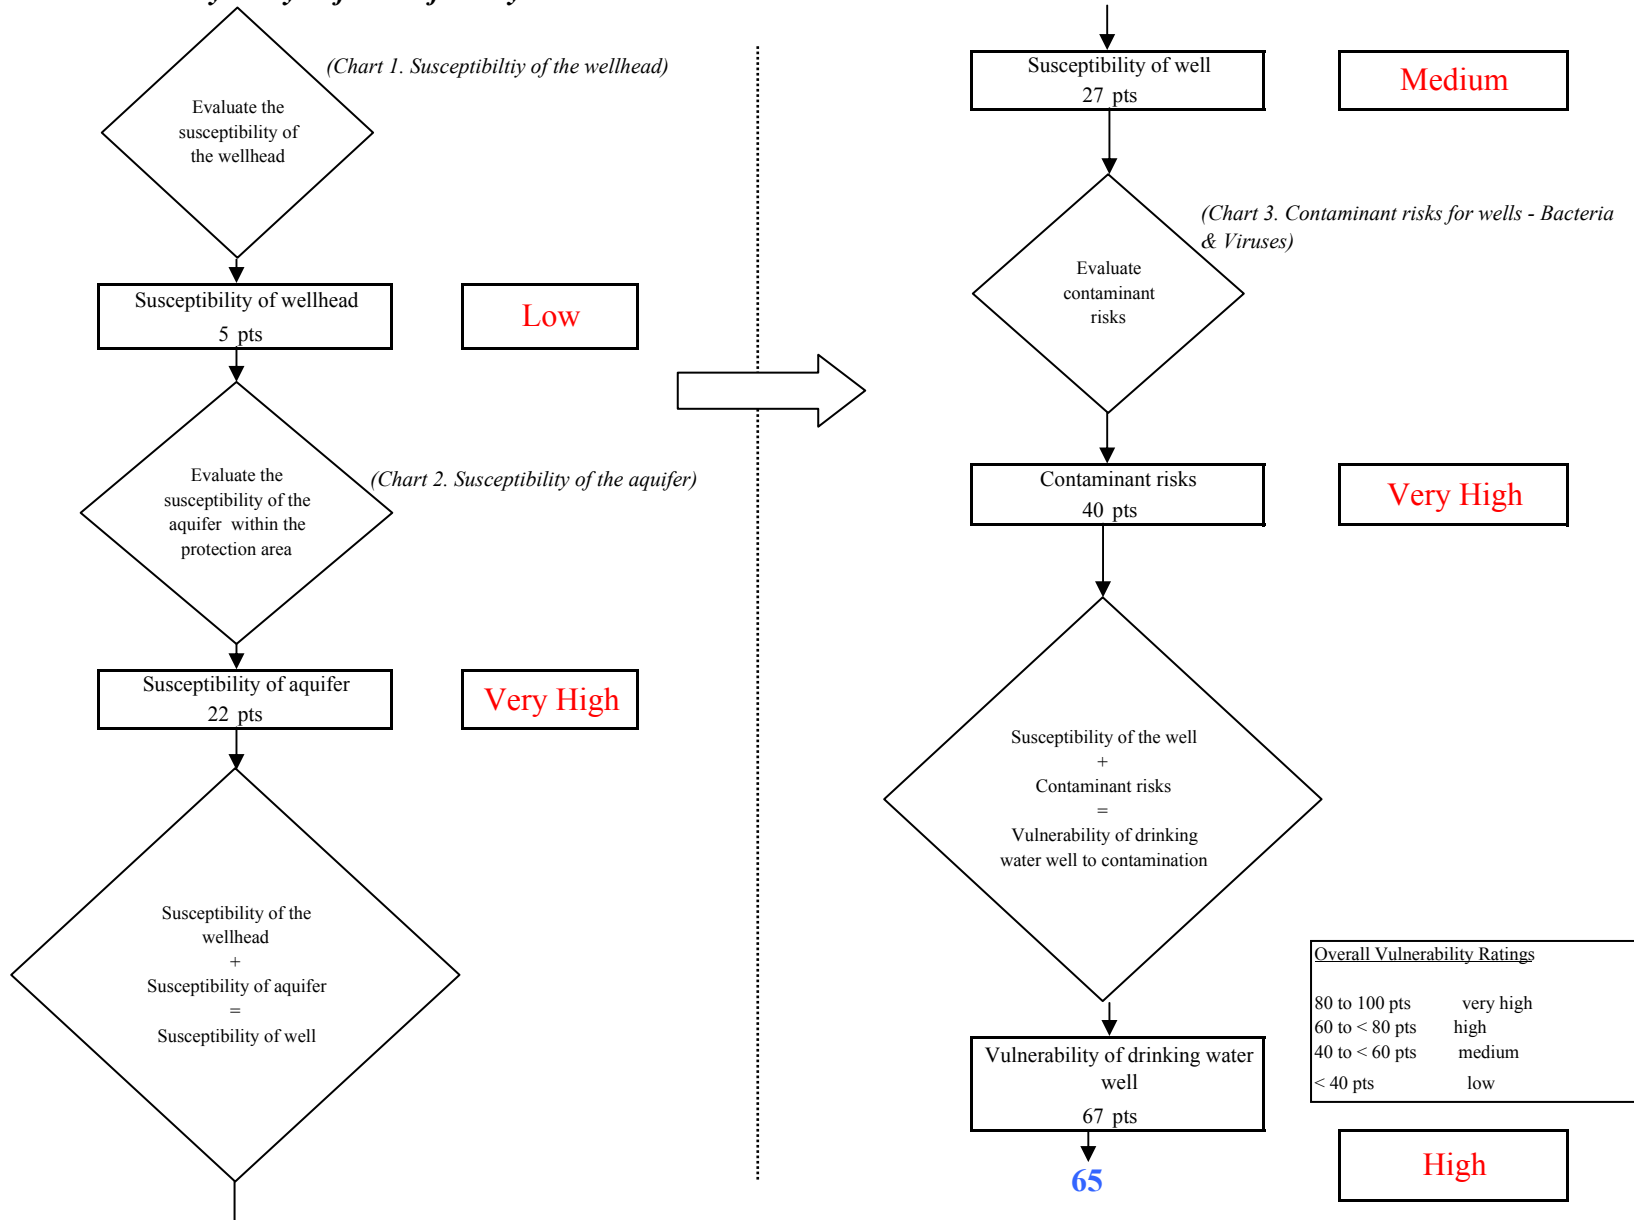 (Chart 1. Susceptibiltiy of the wellhead)
Evaluate the
susceptibility of
the wellhead
Susceptibility of wellhead
5 pts
Low
Evaluate the
susceptibility of the
aquifer within the
protection area
(Chart 2. Susceptibility of the aquifer)
Susceptibility of aquifer
22 pts
Very High
Susceptibility of the
wellhead
+
Susceptibility of aquifer
=
Susceptibility of well
Susceptibility of well
27 pts
Medium
(Chart 3. Contaminant risks for wells - Bacteria
& Viruses)
Evaluate
contaminant
risks
Contaminant risks
40 pts
Very High
Susceptibility of the well
+
Contaminant risks
=
Vulnerability of drinking
water well to contamination
Overall Vulnerability Ratings
80 to 100 pts very high
60 to < 80 pts high
40 to < 60 pts medium
< 40 pts low
Vulnerability of drinking water
well
67 pts
65
High